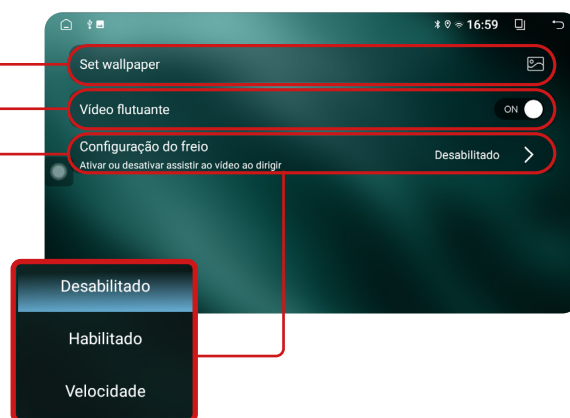 16:59
Set wallpaper
Vídeo flutuante
ON
Configuração do freio
Ativar ou desativar assistir ao vídeo ao dirigir
Desabilitado
Desabilitado
Habilitado
Velocidade